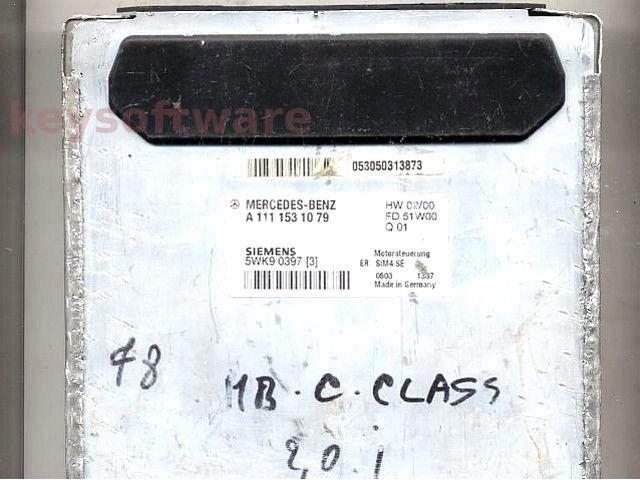 keysoftware
053050313873
MERCEDES-BENZ
A 111 153 10 79
HW 02/00
FD 51W00
Q 01
SIEMENS
5WK9 0397 [3]
Motorsteuerung
ER SIM4 SE
0503 1337
Made in Germany
48
MB. C. CLASS
2,0 i